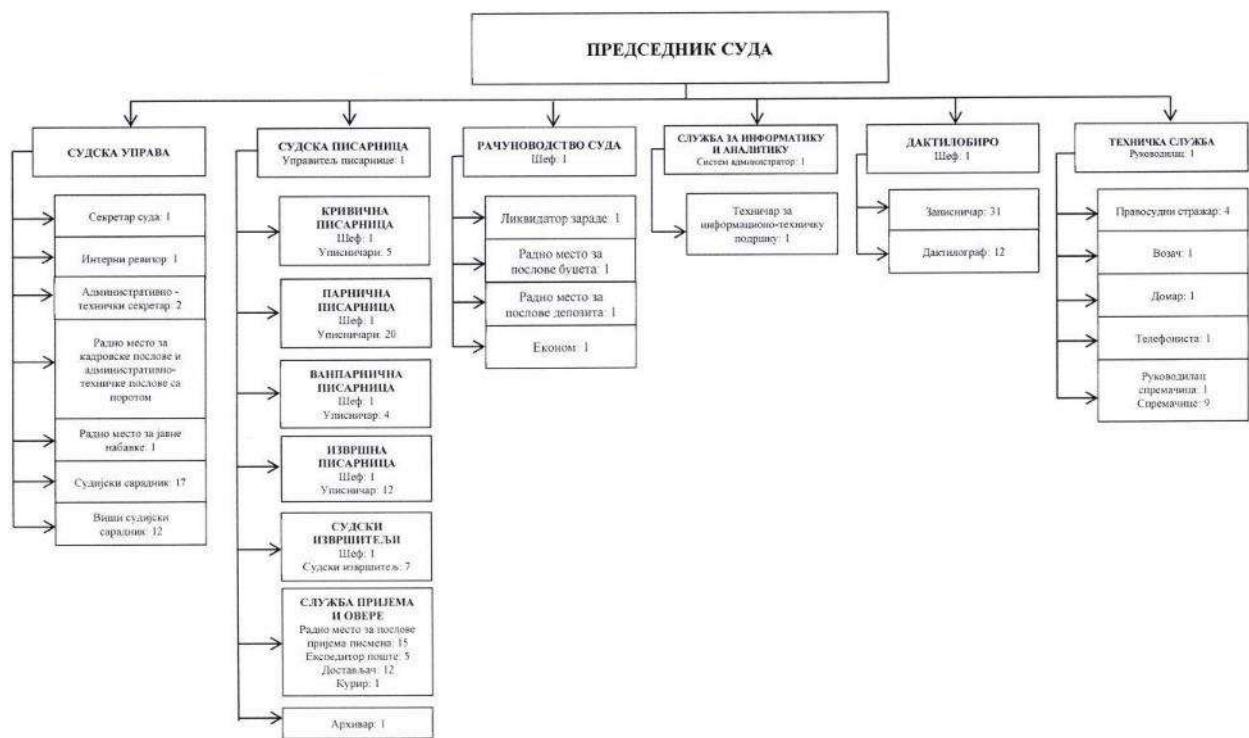 ПРЕДСЕДНИК СУДА
СУДСКА УПРАВА
Секретар суда: 1
Интерни ревизор: 1
Административно -
технички секретар: 2
Радно место за
кадровске послове и
административно-
техничке послове са
поротом
Радно место за јавне
набавке: 1
Судијски сарадник: 17
Виши судијски
сарадник: 12
СУДСКА ПИСАРНИЦА
Управитељ писарнице: 1
КРИВИЧНА
ПИСАРНИЦА
Шеф: 1
Уписничари: 5
ПАРНИЧНА
ПИСАРНИЦА
Шеф: 1
Уписничари: 20
ВАНПАРНИЧНА
ПИСАРНИЦА
Шеф: 1
Уписничар: 4
ИЗВРШНА
ПИСАРНИЦА
Шеф: 1
Уписничар: 12
СУДСКИ
ИЗВРШИТЕЉИ
Шеф: 1
Судски извршитељ: 7
СЛУЖБА ПРИЈЕМА
И ОВЕРЕ
Радно место за послове
пријема писмена: 15
Експедитор поште: 5
Достављач: 12
Курир: 1
Архивар: 1
РАЧУНОВОДСТВО СУДА
Шеф: 1
Ликвидатор зараде: 1
Радно место за
послове буџета: 1
Радно место за
послове депозита: 1
Економ: 1
СЛУЖБА ЗА ИНФОРМАТИКУ
И АНАЛИТИКУ
Систем администратор: 1
Техничар за
информационо-техничку
подршку: 1
ДАКТИЛОБИРО
Шеф: 1
Записничар: 31
Дактилограф: 12
ТЕХНИЧКА СЛУЖБА
Руководилац: 1
Правосудни стражар: 4
Возач: 1
Домар: 1
Телефониста: 1
Руководилац
спремачица: 1
Спремачице: 9